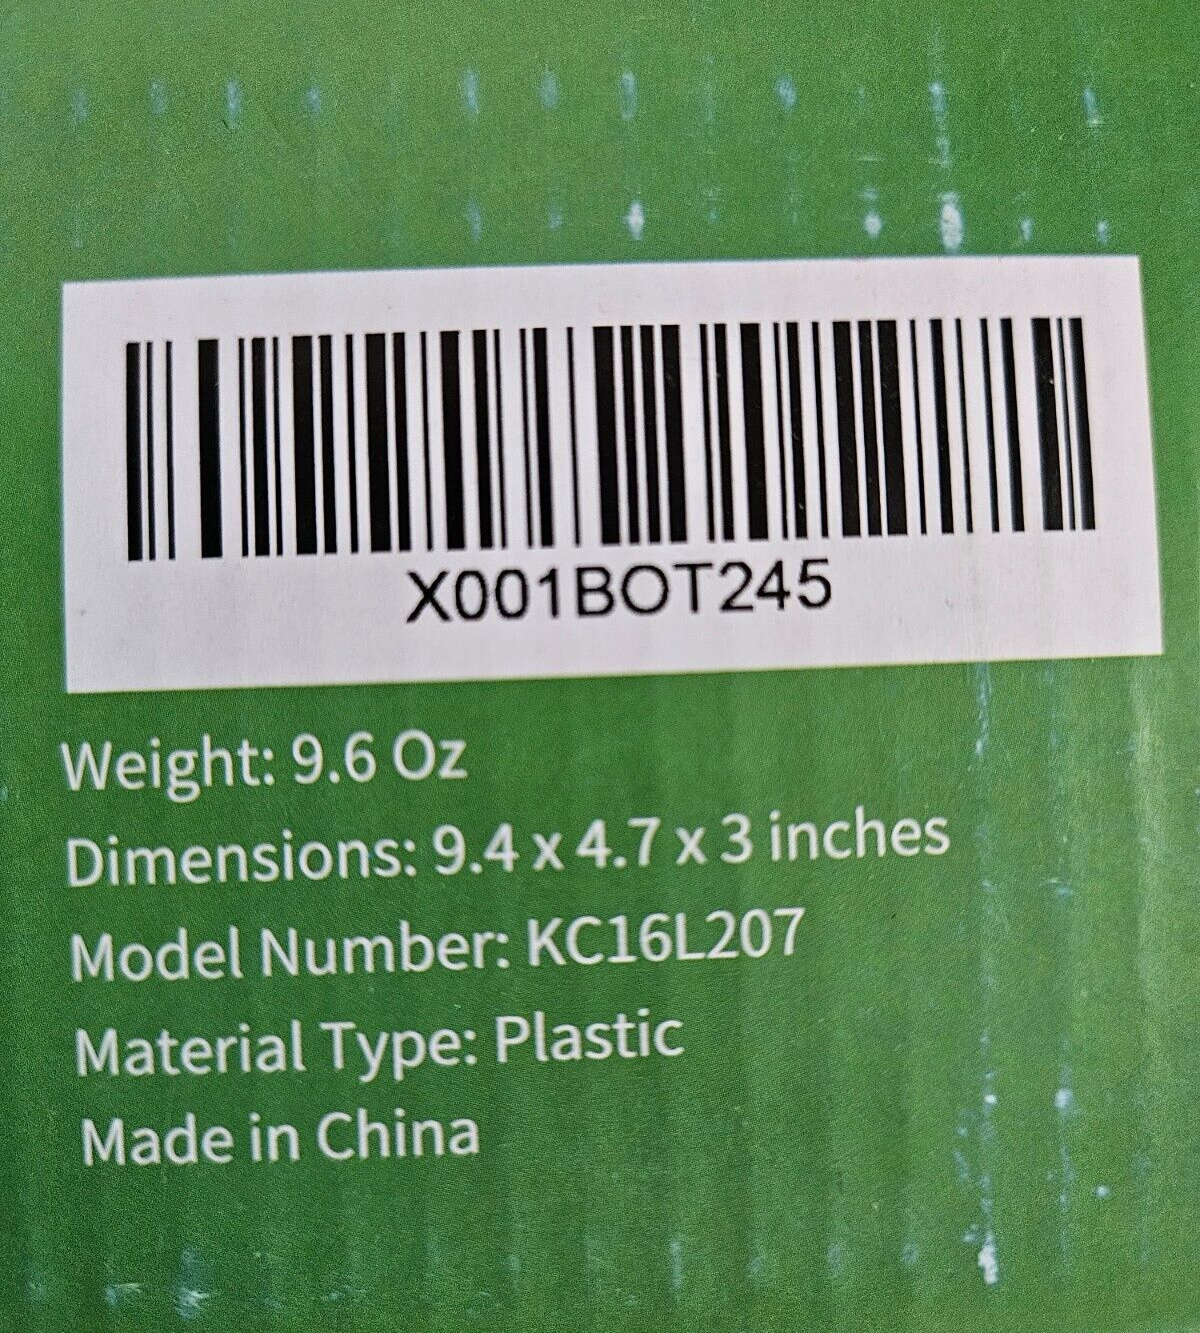 X001BOT245
Weight: 9.6 Oz
Dimensions: 9.4 x 4.7 x 3 inches
Model Number: KC16L207
Material Type: Plastic
Made in China